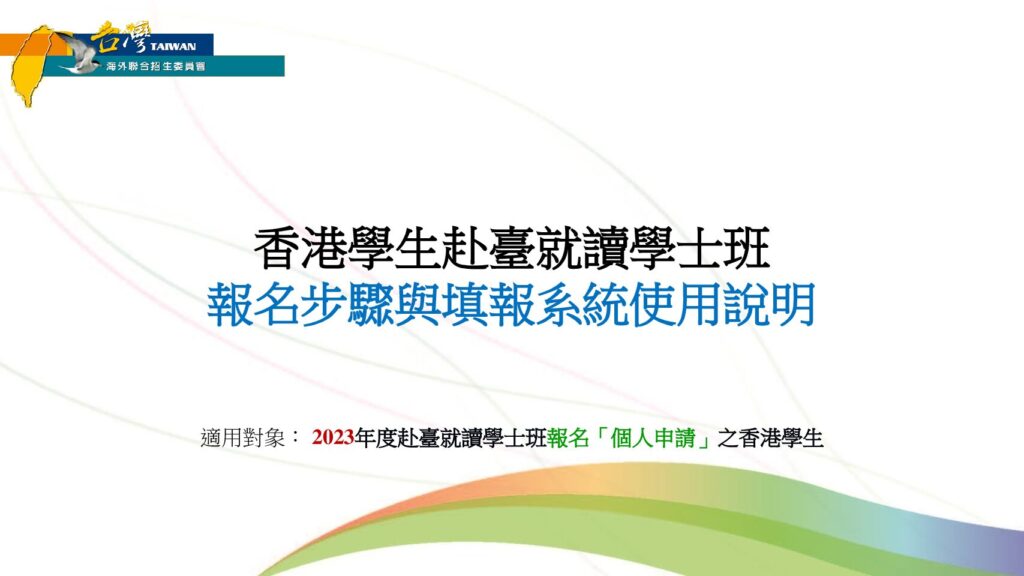 台灣 TAIWAN
海外聯合招生委員會
香港學生赴臺就讀學士班
報名步驟與填報系統使用說明
適用對象： 2023年度赴臺就讀學士班報名「個人申請」之香港學生